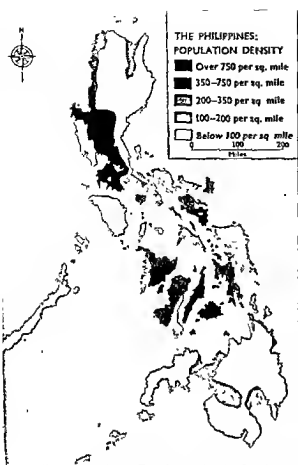 N
THE PHILIPPINES:
POPULATION DENSITY
Over 750 per sq. mile
350–750 per sq. mile
200–350 per sq. mile
100–200 per sq. mile
Below 100 per sq mile
0 100 200
Miles